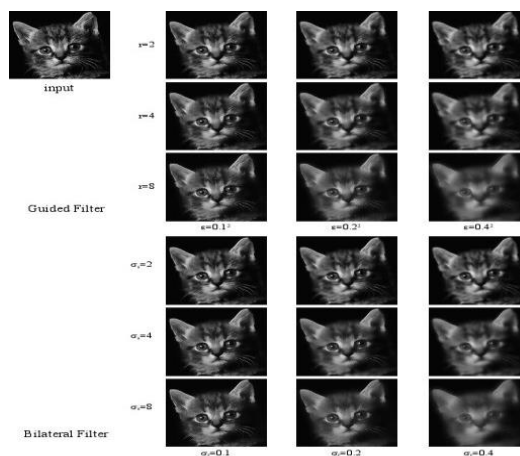 r=2
input
r=4
r=8
Guided Filter
ε=0.1² ε=0.2² ε=0.4²
σₛ=2
σₛ=4
σₛ=8
Bilateral Filter
σᵣ=0.1 σᵣ=0.2 σᵣ=0.4